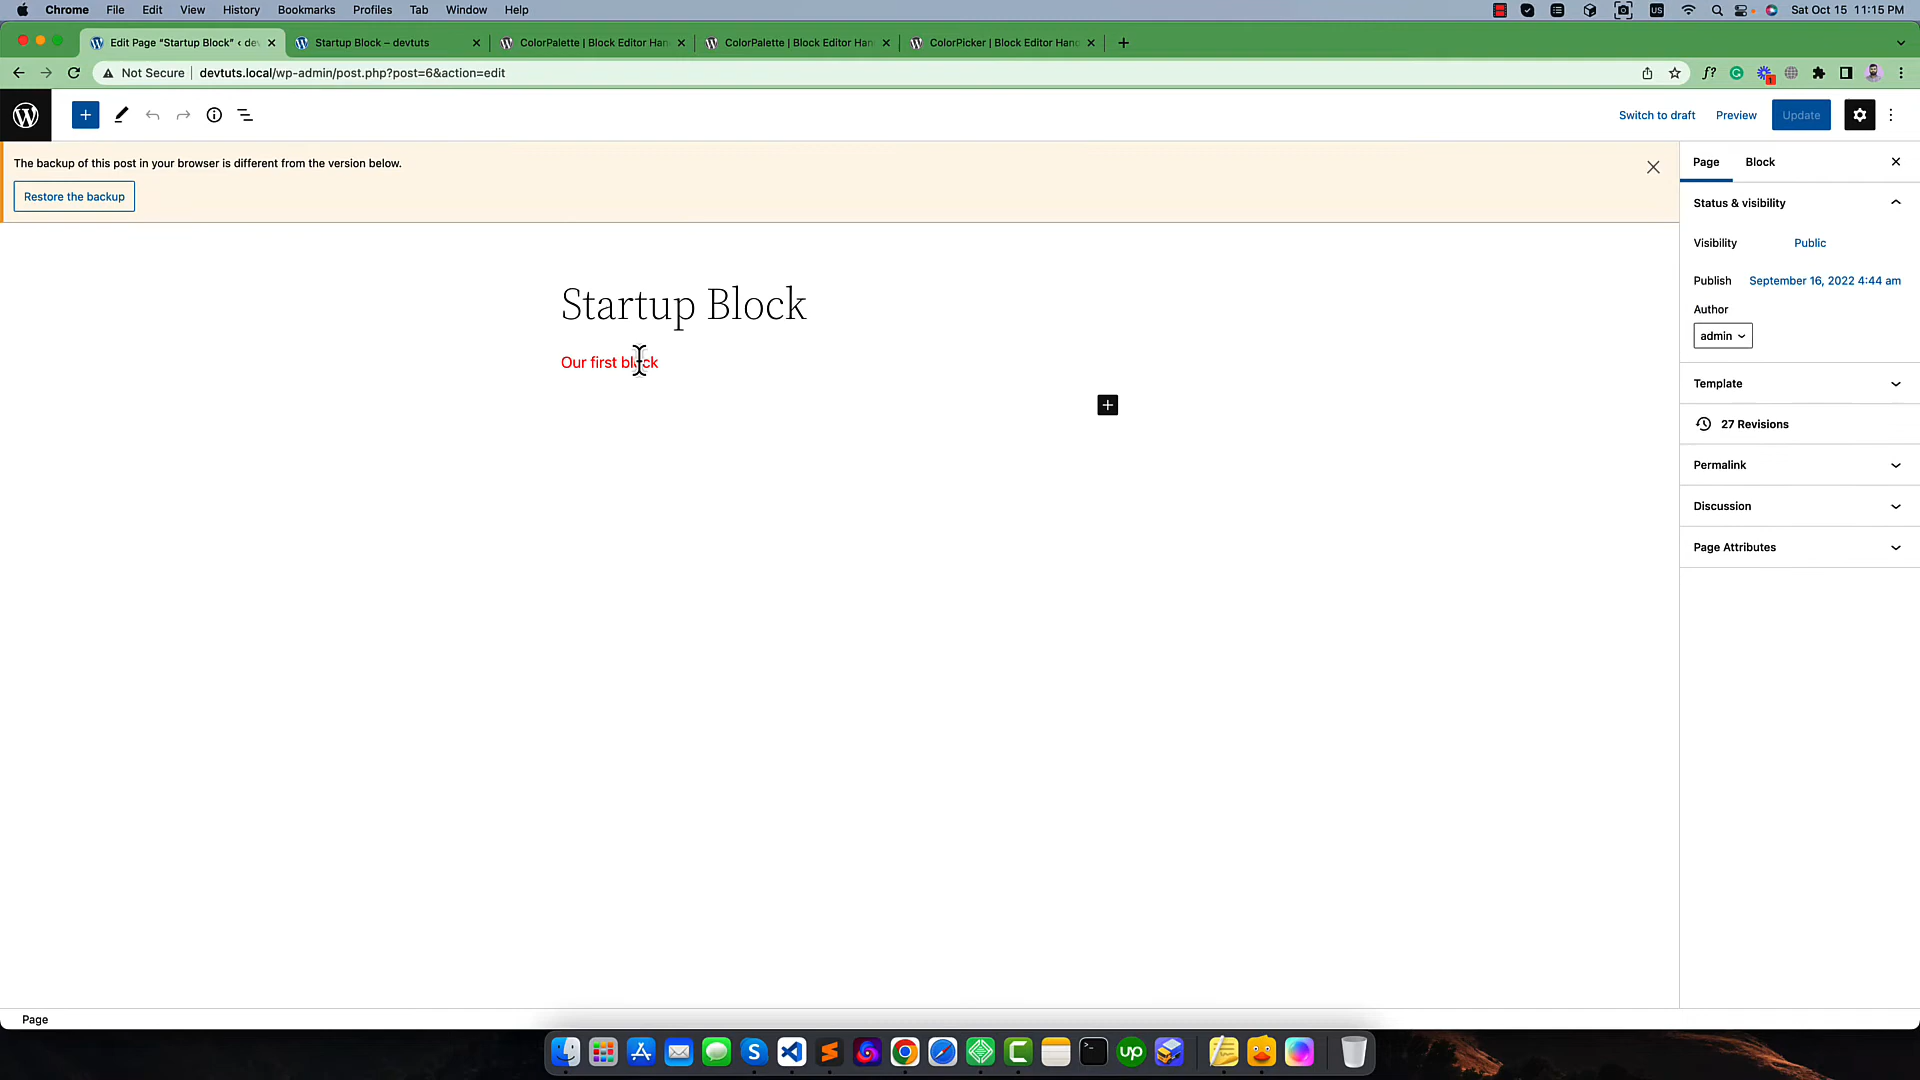 Chrome File Edit View History Bookmarks Profiles Tab Window Help
US Sat Oct 15 11:15 PM
Edit Page “Startup Block” ‹ de
Startup Block – devtuts
ColorPalette | Block Editor Han
ColorPalette | Block Editor Han
ColorPicker | Block Editor Hand
Not Secure devtuts.local/wp-admin/post.php?post=6&action=edit
f?
1
Switch to draft Preview Update
The backup of this post in your browser is different from the version below.
Restore the backup
Page Block
Status & visibility
Visibility Public
Publish September 16, 2022 4:44 am
Author
admin
Template
27 Revisions
Permalink
Discussion
Page Attributes
Startup Block
Our first block
Page
up